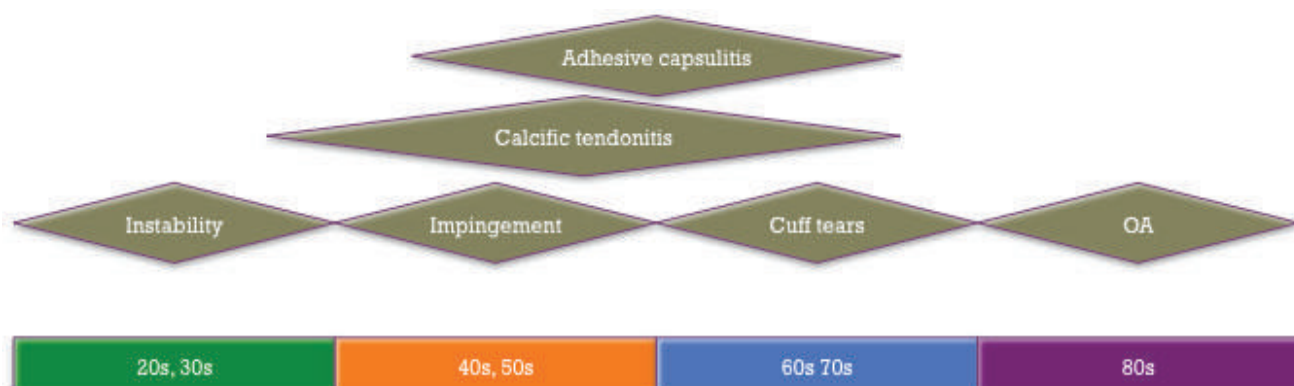 Adhesive capsulitis
Calcific tendonitis
Instability
Impingement
Cuff tears
OA
20s, 30s
40s, 50s
60s 70s
80s